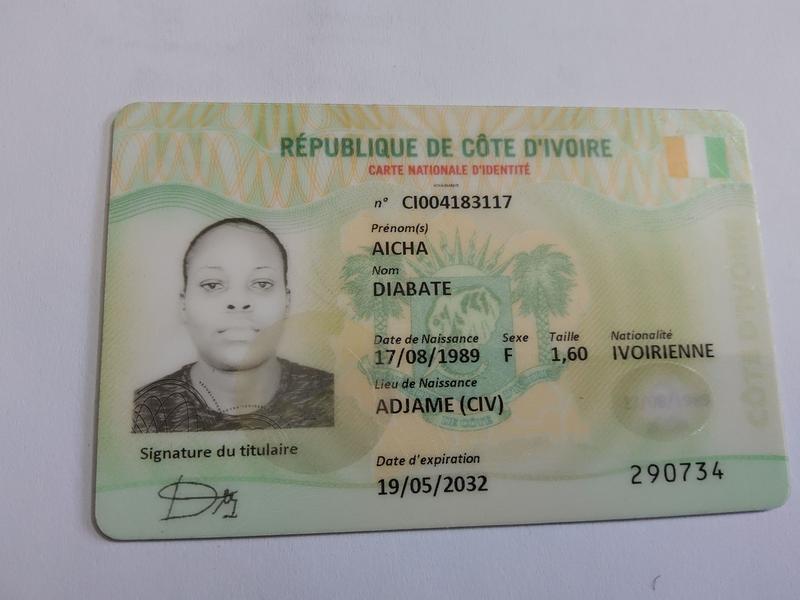 RÉPUBLIQUE DE CÔTE D'IVOIRE
CARTE NATIONALE D'IDENTITÉ
n° CI004183117
Prénom(s)
AICHA
Nom
DIABATE
Date de Naissance Sexe Taille Nationalité
17/08/1989 F 1,60 IVOIRIENNE
Lieu de Naissance
ADJAME (CIV)
Signature du titulaire
Date d'expiration
19/05/2032
290734